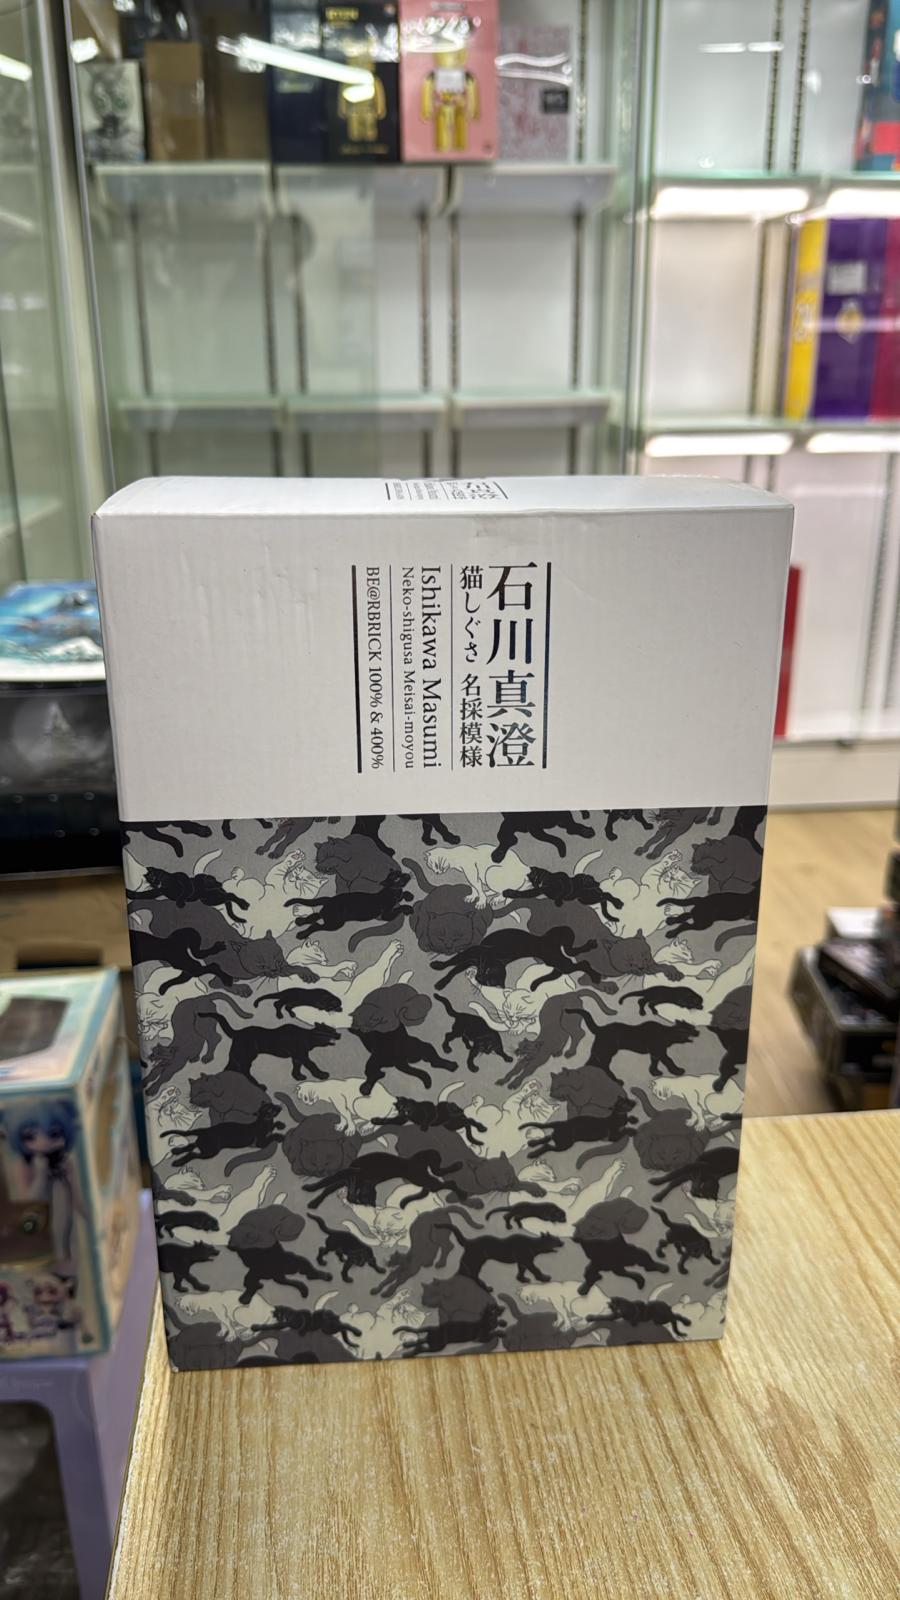 石川真澄
猫しぐさ 名採模様
Ishikawa Masumi
Neko-shigusa Meisai-moyou
BE@RBRICK 100% & 400%